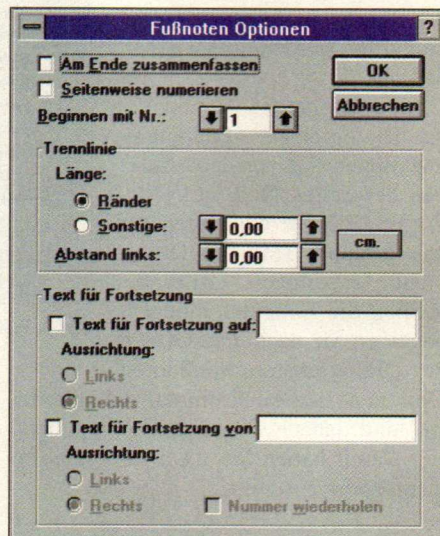 Fußnoten Optionen ?
Am Ende zusammenfassen
OK
Seitenweise numerieren
Abbrechen
Beginnen mit Nr.: 1
Trennlinie
Länge:
Ränder
Sonstige: 0,00
cm.
Abstand links: 0,00
Text für Fortsetzung
Text für Fortsetzung auf:
Ausrichtung:
Links
Rechts
Text für Fortsetzung von:
Ausrichtung:
Links
Rechts Nummer wiederholen